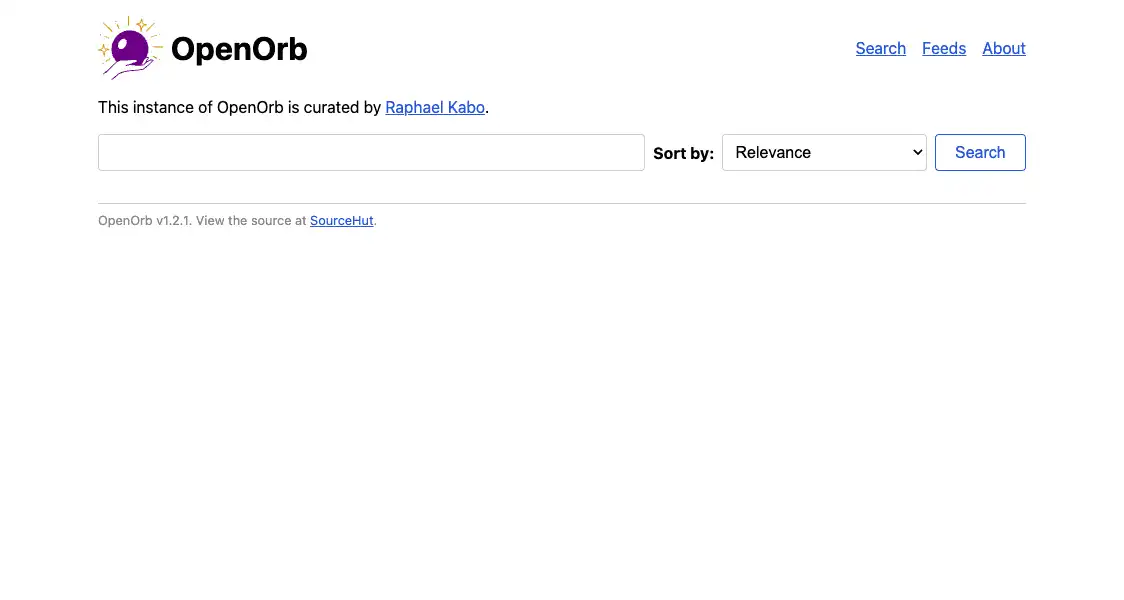 OpenOrb
Search Feeds About
This instance of OpenOrb is curated by Raphael Kabo.
Sort by: Relevance Search
OpenOrb v1.2.1. View the source at SourceHut.